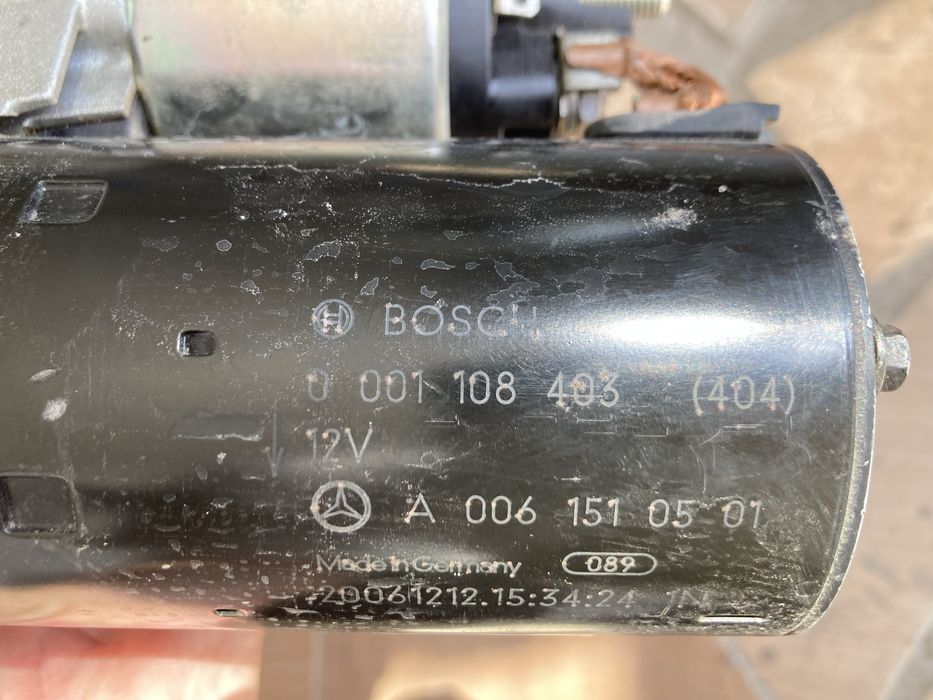 BOSCH
0 001 108 403 (404)
12V
A 006 151 05 01
Made in Germany 089
20061212.15:34:24